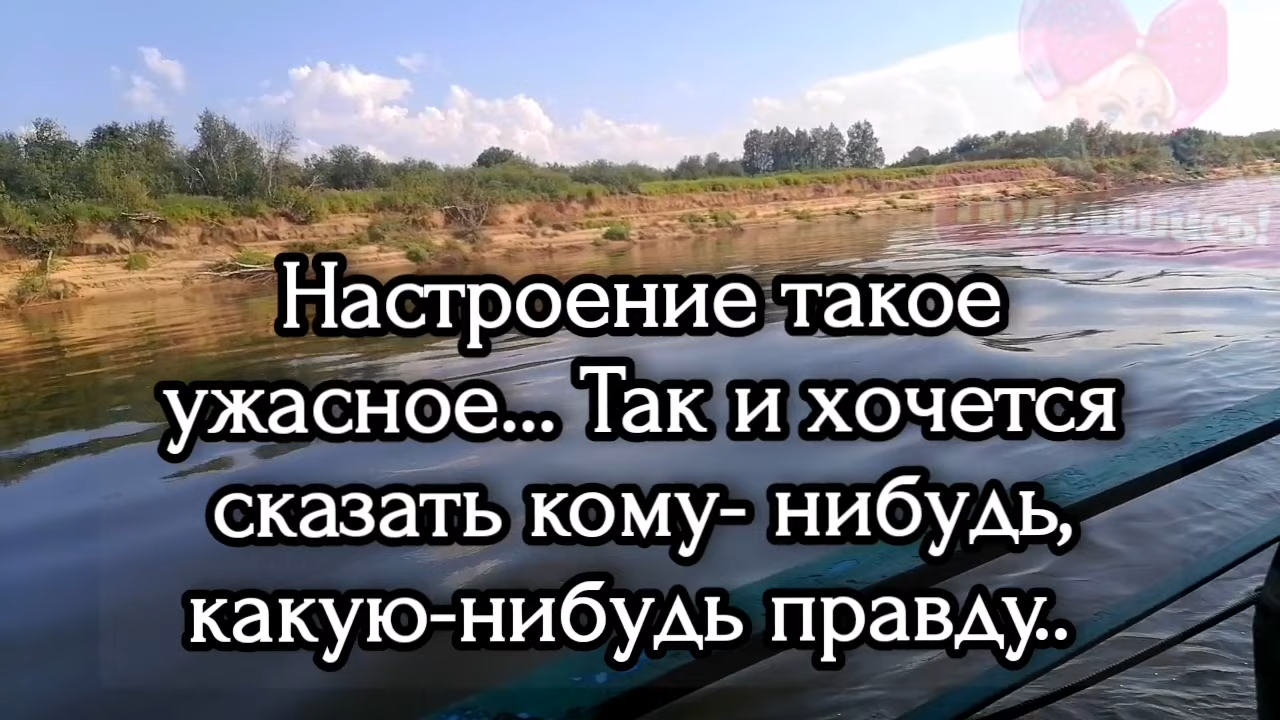 Настроение такое
ужасное... Так и хочется
сказать кому- нибудь,
какую-нибудь правду..